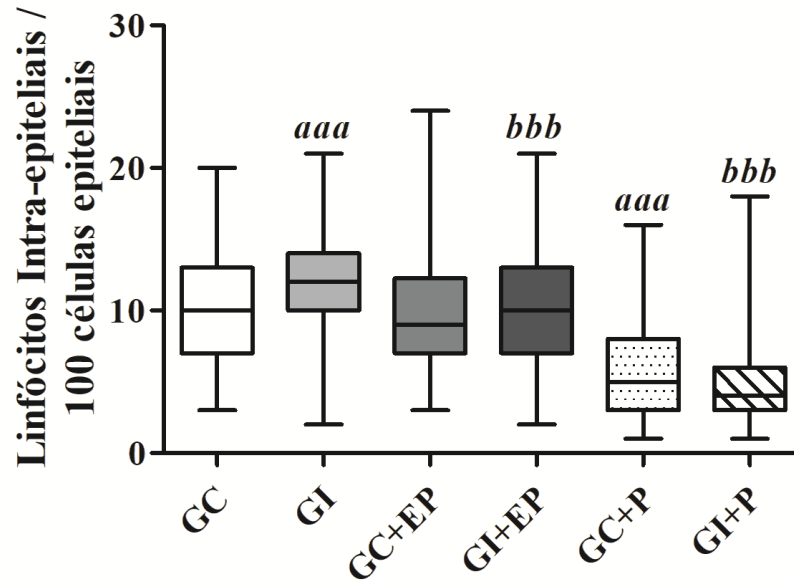 Linfócitos Intra-epiteliais /
100 células epiteliais
30
20
10
0
aaa
bbb
aaa
bbb
GC
GI
GC+EP
GI+EP
GC+P
GI+P